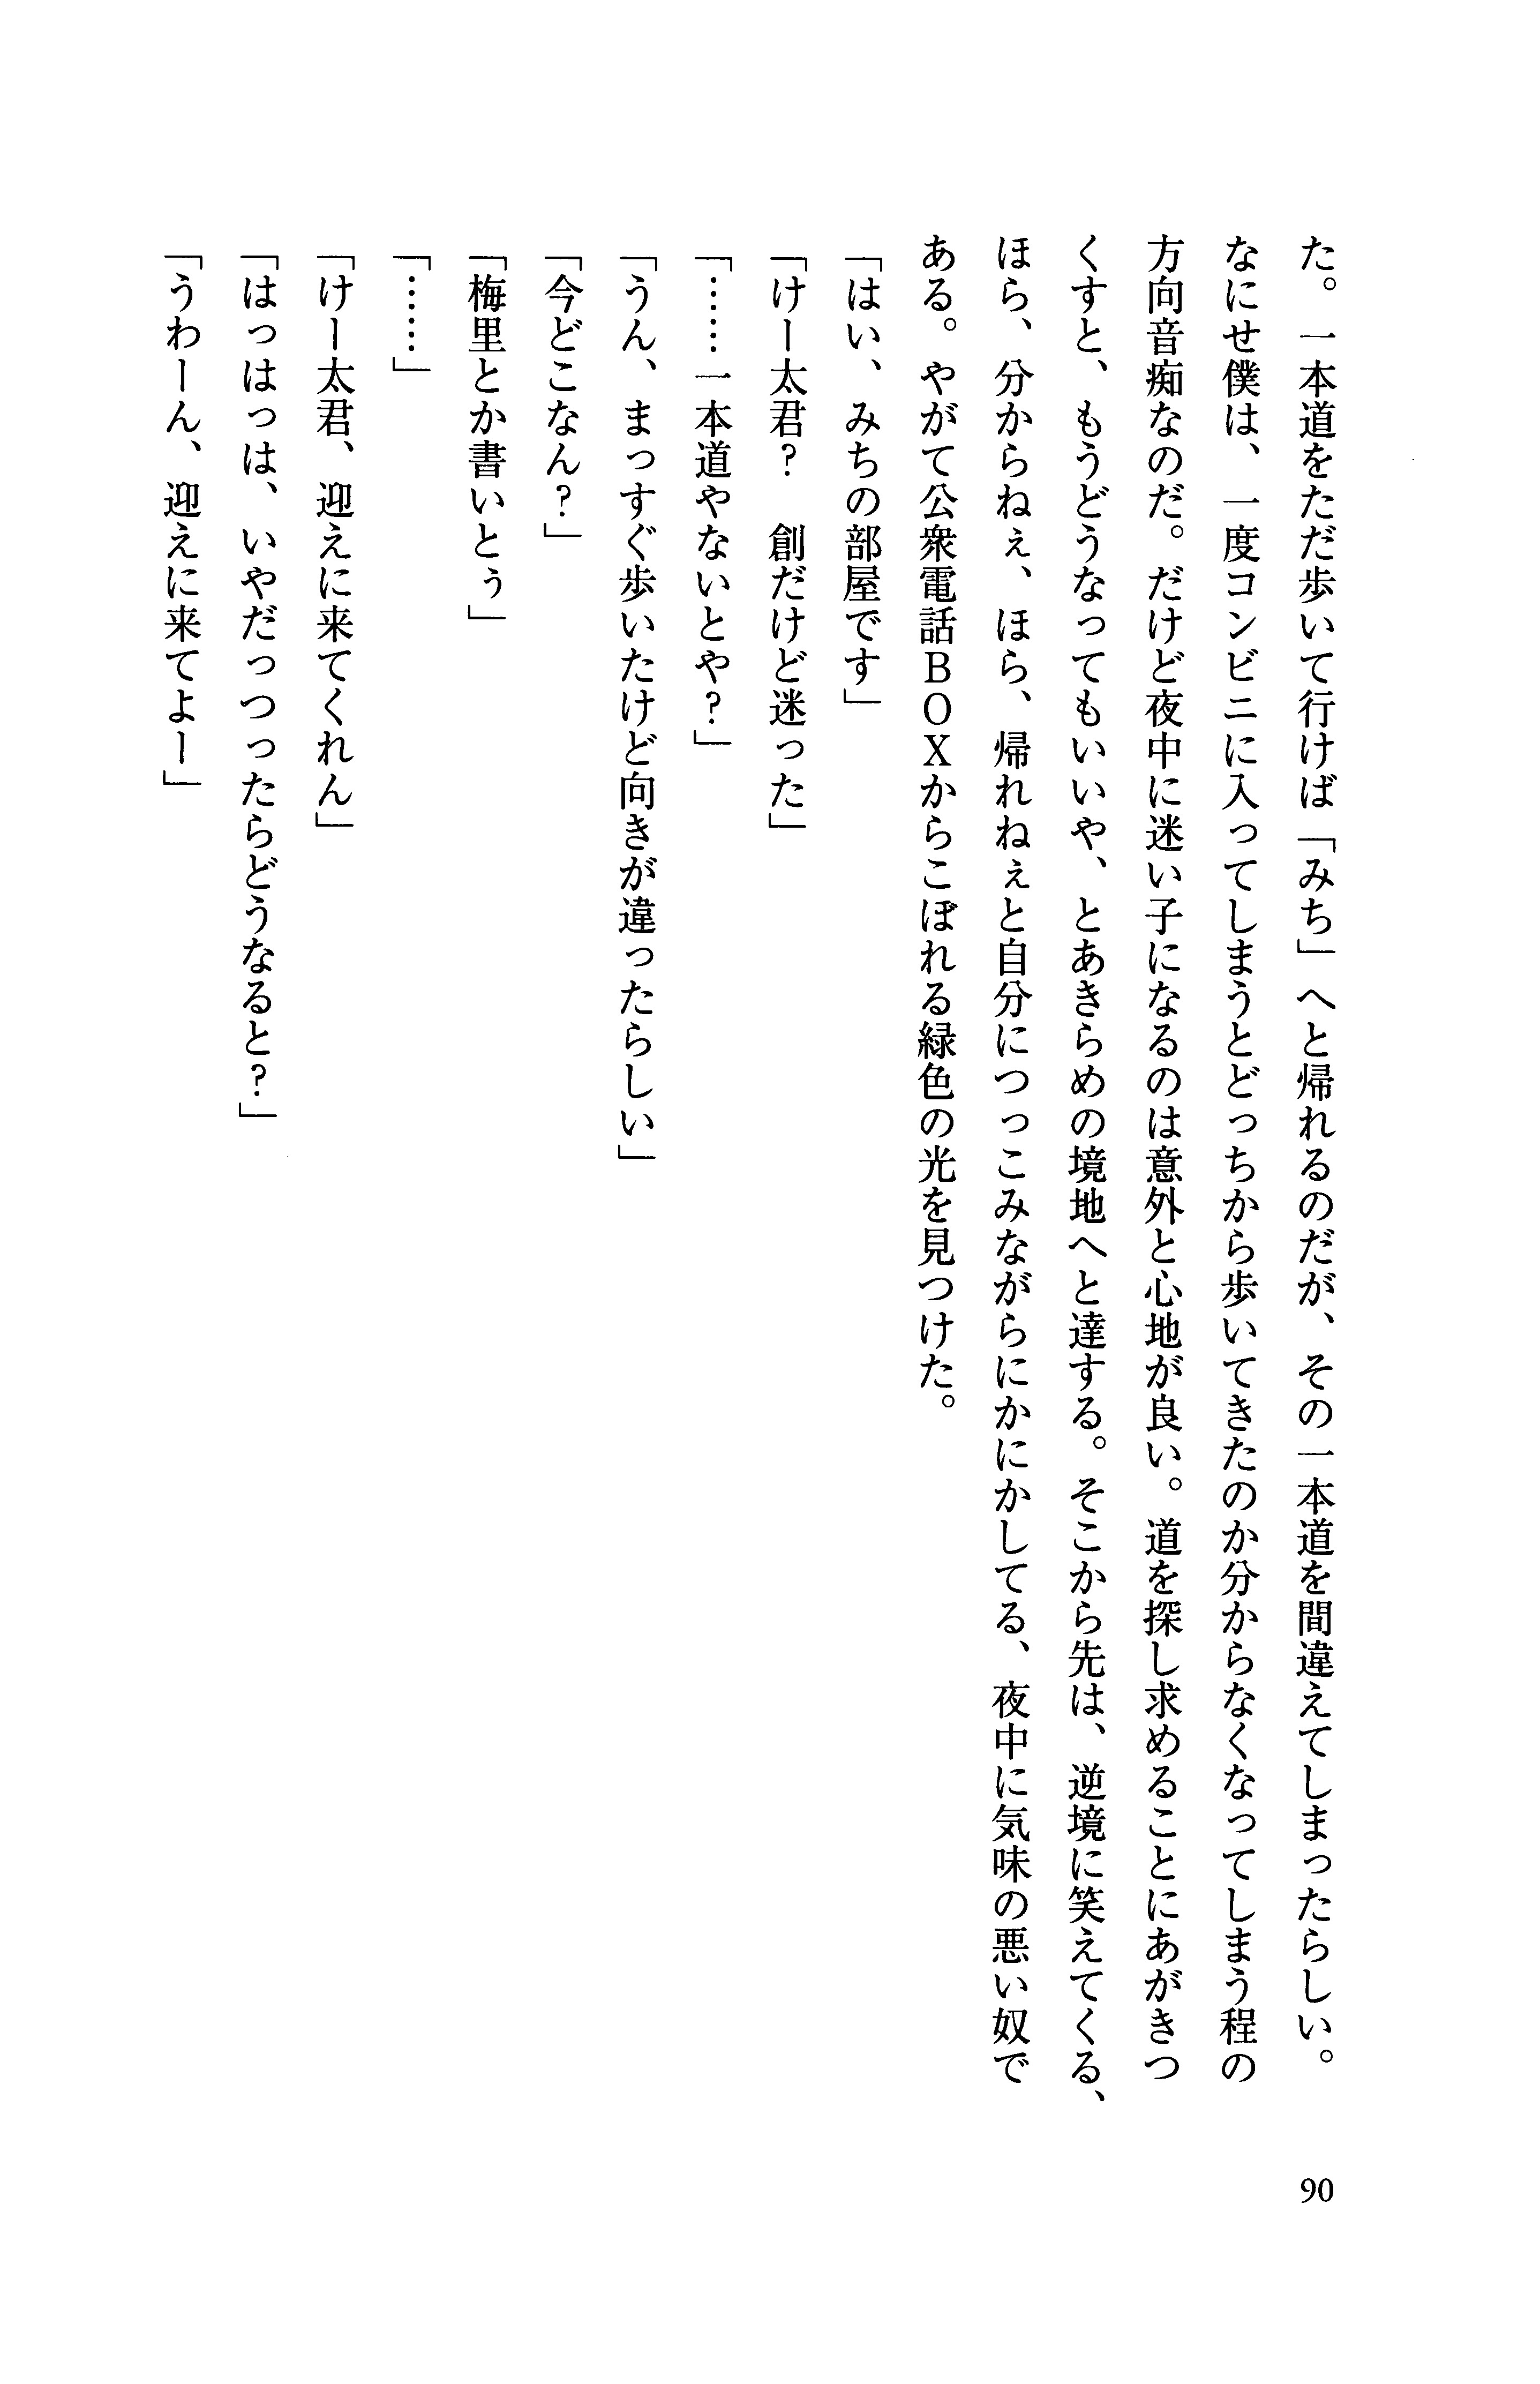 た。一本道をただ歩いて行けば「みち」へと帰れるのだが、その一本道を間違えてしまったらしい。
なにせ僕は、一度コンビニに入ってしまうとどっちから歩いてきたのか分からなくなってしまう程の
方向音痴なのだ。だけど夜中に迷い子になるのは意外と心地が良い。道を探し求めることにあがきつ
くすと、もうどうなってもいいや、とあきらめの境地へと達する。そこから先は、逆境に笑えてくる、
ほら、分からねぇ、ほら、帰れねぇと自分につっこみながらにかにかしてる、夜中に気味の悪い奴で
ある。やがて公衆電話BOXからこぼれる緑色の光を見つけた。
「はい、みちの部屋です」
「けー太君？　創だけど迷った」
「……一本道やないとや？」
「うん、まっすぐ歩いたけど向きが違ったらしい」
「今どこなん？」
「梅里とか書いとぅ」
「……」
「けー太君、迎えに来てくれん」
「はっはっは、いやだっつったらどうなると？」
「うわーん、迎えに来てよー」
90